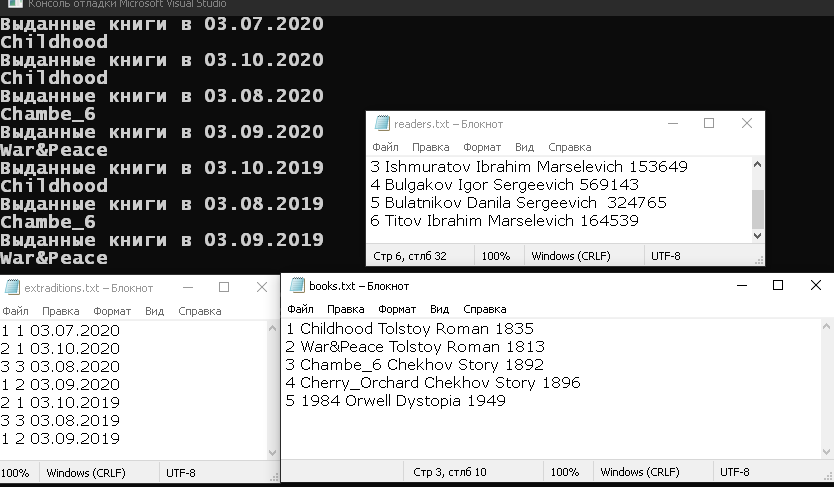 Консоль отладки Microsoft Visual Studio
Выданные книги в 03.07.2020
Childhood
Выданные книги в 03.10.2020
Childhood
Выданные книги в 03.08.2020
Chambe_6
Выданные книги в 03.09.2020
War&Peace
Выданные книги в 03.10.2019
Childhood
Выданные книги в 03.08.2019
Chambe_6
Выданные книги в 03.09.2019
War&Peace
readers.txt – Блокнот
Файл Правка Формат Вид Справка
3 Ishmuratov Ibrahim Marselevich 153649
4 Bulgakov Igor Sergeevich 569143
5 Bulatnikov Danila Sergeevich  324765
6 Titov Ibrahim Marselevich 164539
Стр 6, стлб 32 100% Windows (CRLF) UTF-8
extraditions.txt – Блокнот
Файл Правка Формат Вид Справка
1 1 03.07.2020
2 1 03.10.2020
3 3 03.08.2020
1 2 03.09.2020
2 1 03.10.2019
3 3 03.08.2019
1 2 03.09.2019
100% Windows (CRLF) UTF-8
books.txt – Блокнот
Файл Правка Формат Вид Справка
1 Childhood Tolstoy Roman 1835
2 War&Peace Tolstoy Roman 1813
3 Chambe_6 Chekhov Story 1892
4 Cherry_Orchard Chekhov Story 1896
5 1984 Orwell Dystopia 1949
Стр 3, стлб 10 100% Windows (CRLF) UTF-8